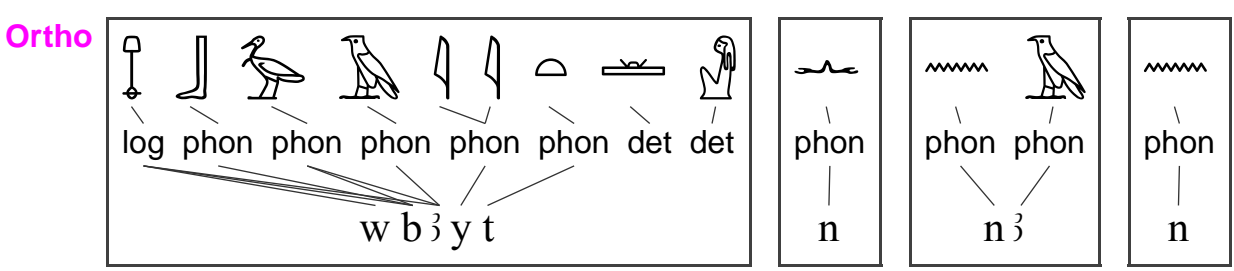 Ortho 𓍏 𓃀 𓅡 𓄿 𓇋 𓇋 𓏏 𓏛 𓁐 𓂜 𓈖 𓄿 𓈖
log phon phon phon phon phon det det phon phon phon phon
w b ꜣ y t n n ꜣ n